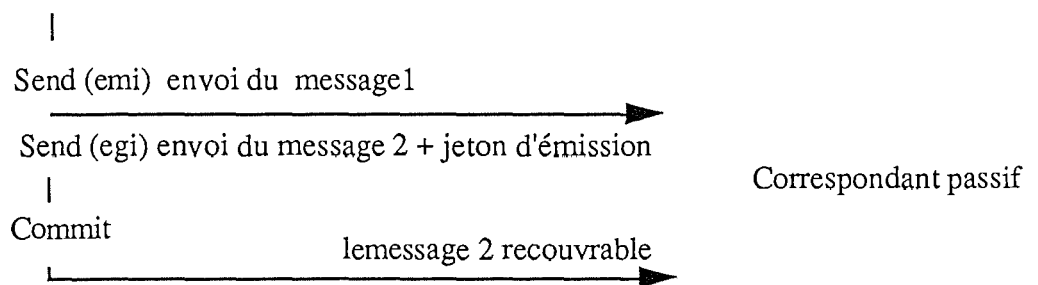 Send (emi) envoi du message1
Send (egi) envoi du message 2 + jeton d'émission
Correspondant passif
Commit
lemessage 2 recouvrable